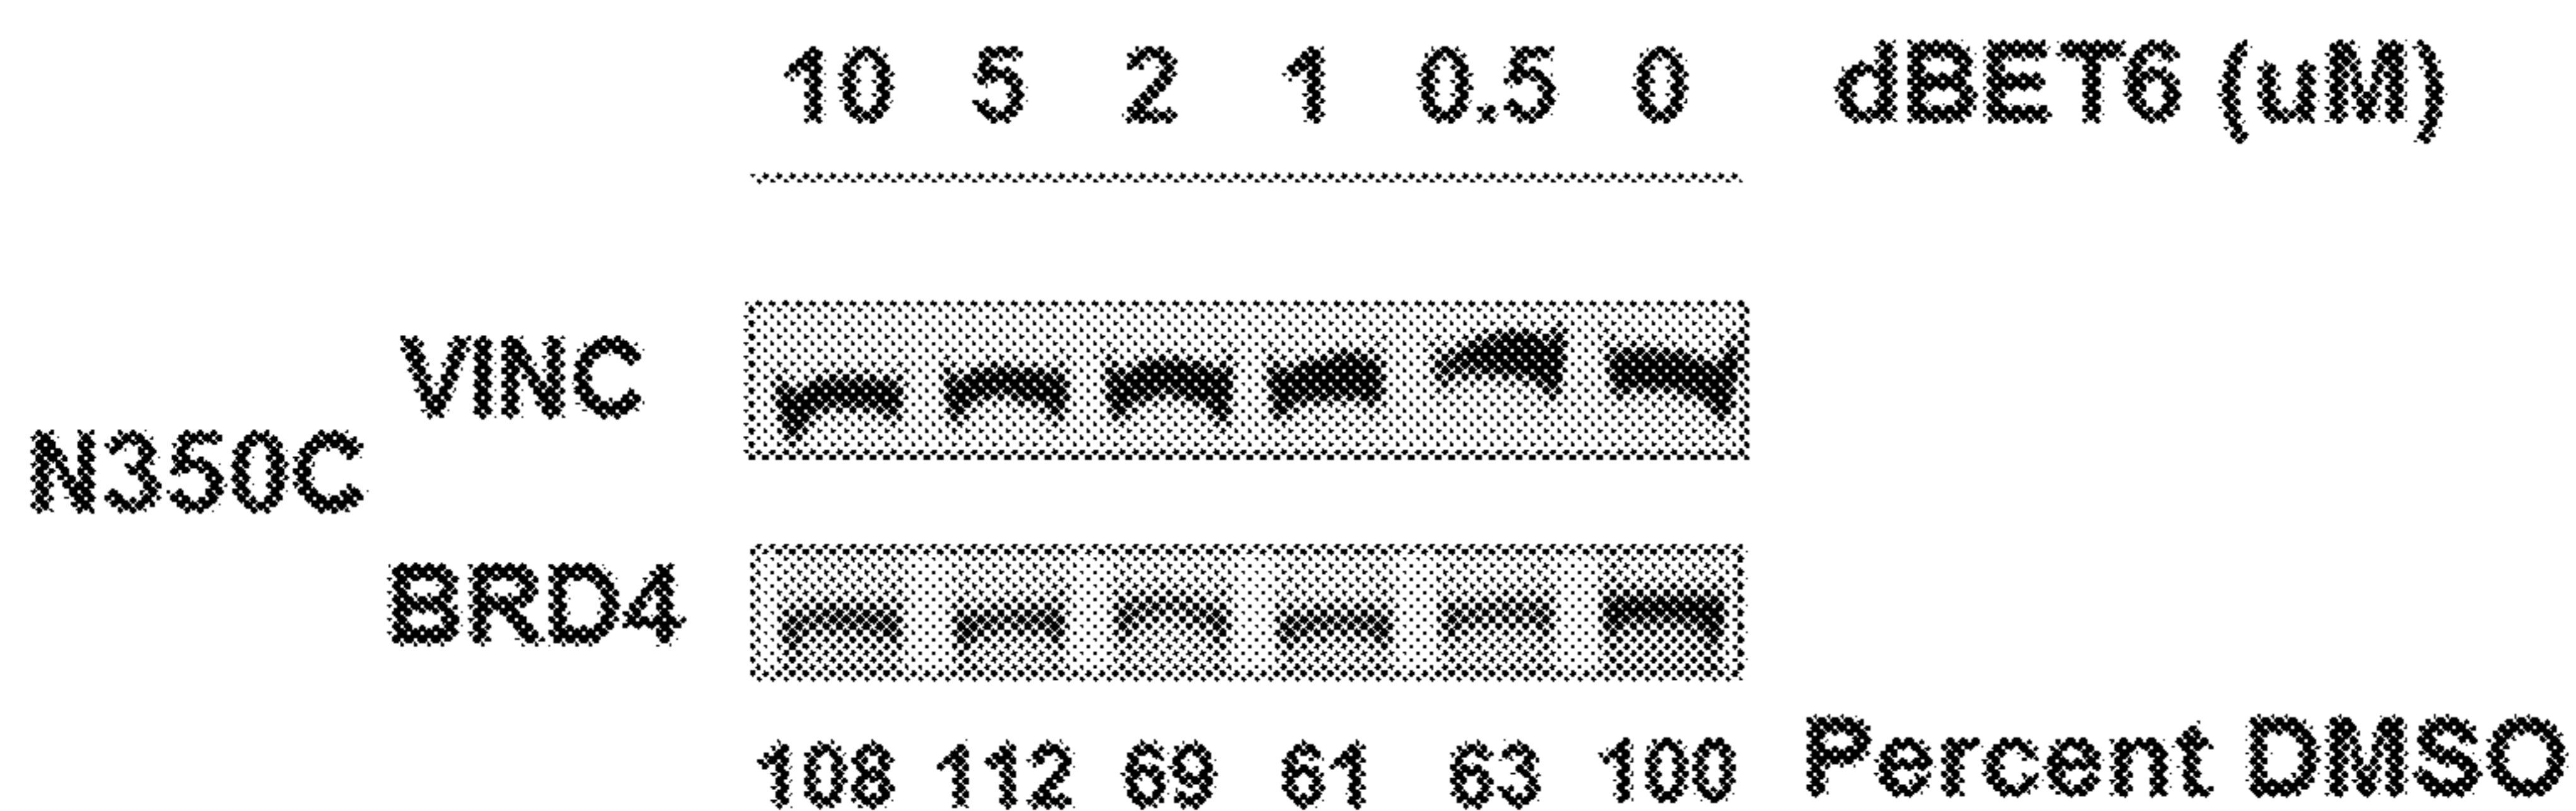 10 5 2 1 0.5 0 dBET6 (uM)
VINC
N350C
BRD4
108 112 69 61 63 100 Percent DMSO